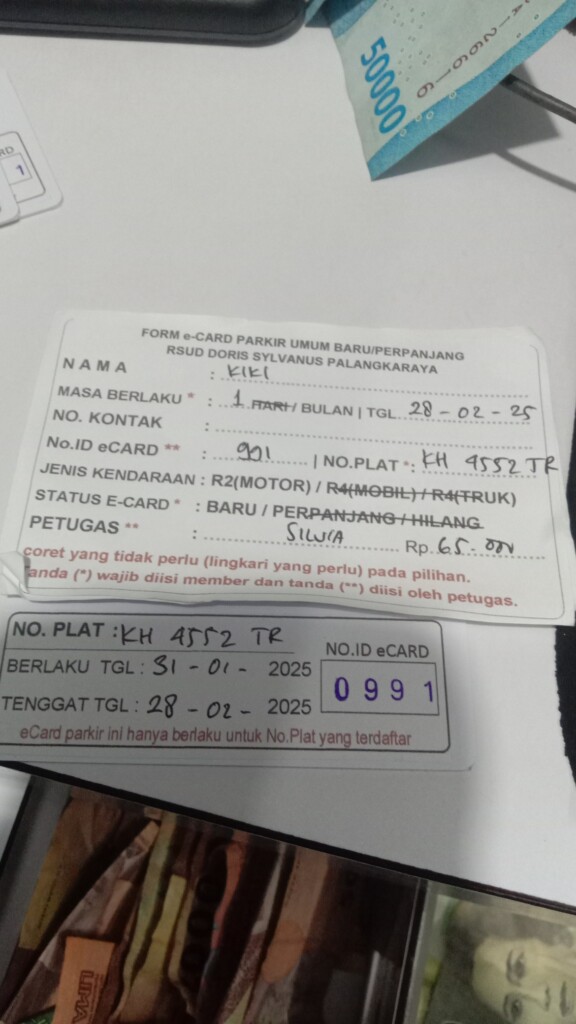 50000
RD
1
FORM e-CARD PARKIR UMUM BARU/PERPANJANG
RSUD DORIS SYLVANUS PALANGKARAYA
NAMA : KIKI
MASA BERLAKU * : 1 HARI / BULAN | TGL 28 - 02 - 25
NO. KONTAK :
No.ID eCARD ** : 991 | NO.PLAT *: KH 4552 TR
JENIS KENDARAAN : R2(MOTOR) / R4(MOBIL) / R4(TRUK)
STATUS E-CARD * : BARU / PERPANJANG / HILANG
PETUGAS ** : SILVIA Rp. 65.000
coret yang tidak perlu (lingkari yang perlu) pada pilihan.
Tanda (*) wajib diisi member dan tanda (**) diisi oleh petugas.
NO. PLAT : KH 4552 TR
NO.ID eCARD
BERLAKU TGL : 31 - 01 - 2025
0991
TENGGAT TGL : 28 - 02 - 2025
eCard parkir ini hanya berlaku untuk No.Plat yang terdaftar